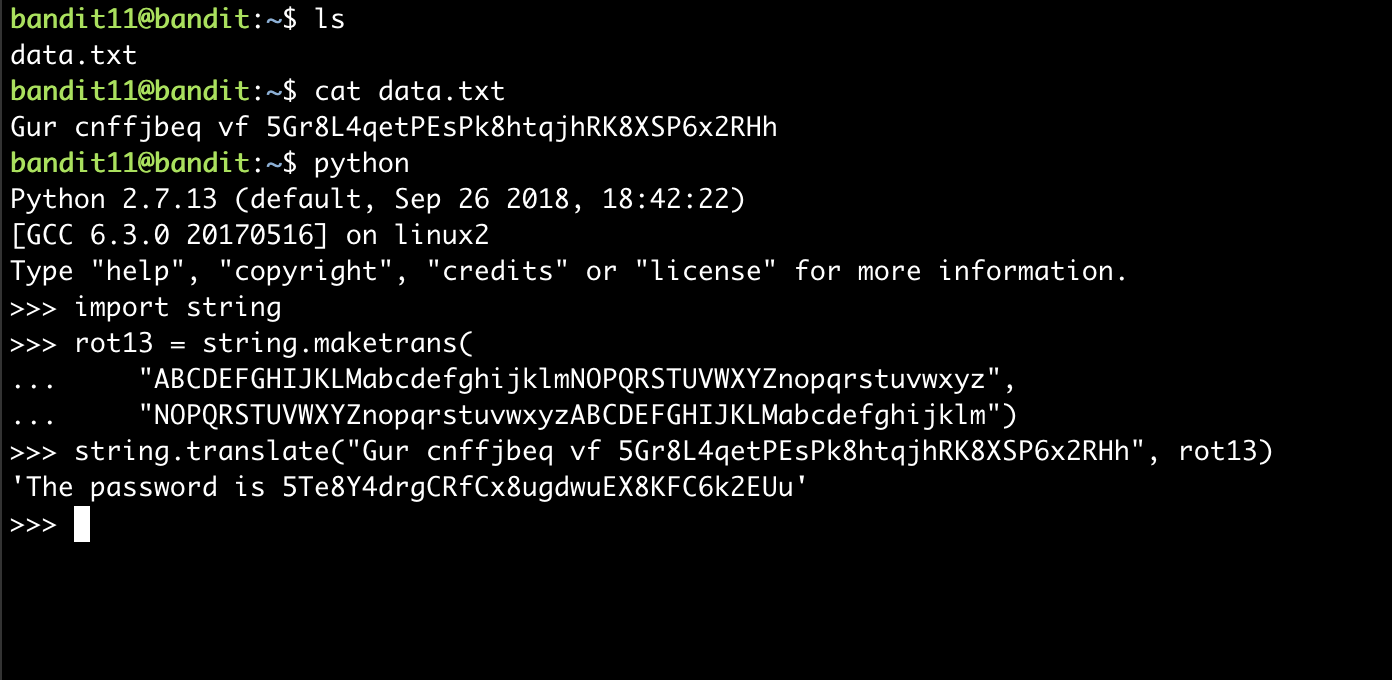 bandit11@bandit:~$ ls
data.txt
bandit11@bandit:~$ cat data.txt
Gur cnffjbeq vf 5Gr8L4qetPEsPk8htqjhRK8XSP6x2RHh
bandit11@bandit:~$ python
Python 2.7.13 (default, Sep 26 2018, 18:42:22)
[GCC 6.3.0 20170516] on linux2
Type "help", "copyright", "credits" or "license" for more information.
>>> import string
>>> rot13 = string.maketrans(
...     "ABCDEFGHIJKLMabcdefghijklmNOPQRSTUVWXYZnopqrstuvwxyz",
...     "NOPQRSTUVWXYZnopqrstuvwxyzABCDEFGHIJKLMabcdefghijklm")
>>> string.translate("Gur cnffjbeq vf 5Gr8L4qetPEsPk8htqjhRK8XSP6x2RHh", rot13)
'The password is 5Te8Y4drgCRfCx8ugdwuEX8KFC6k2EUu'
>>>